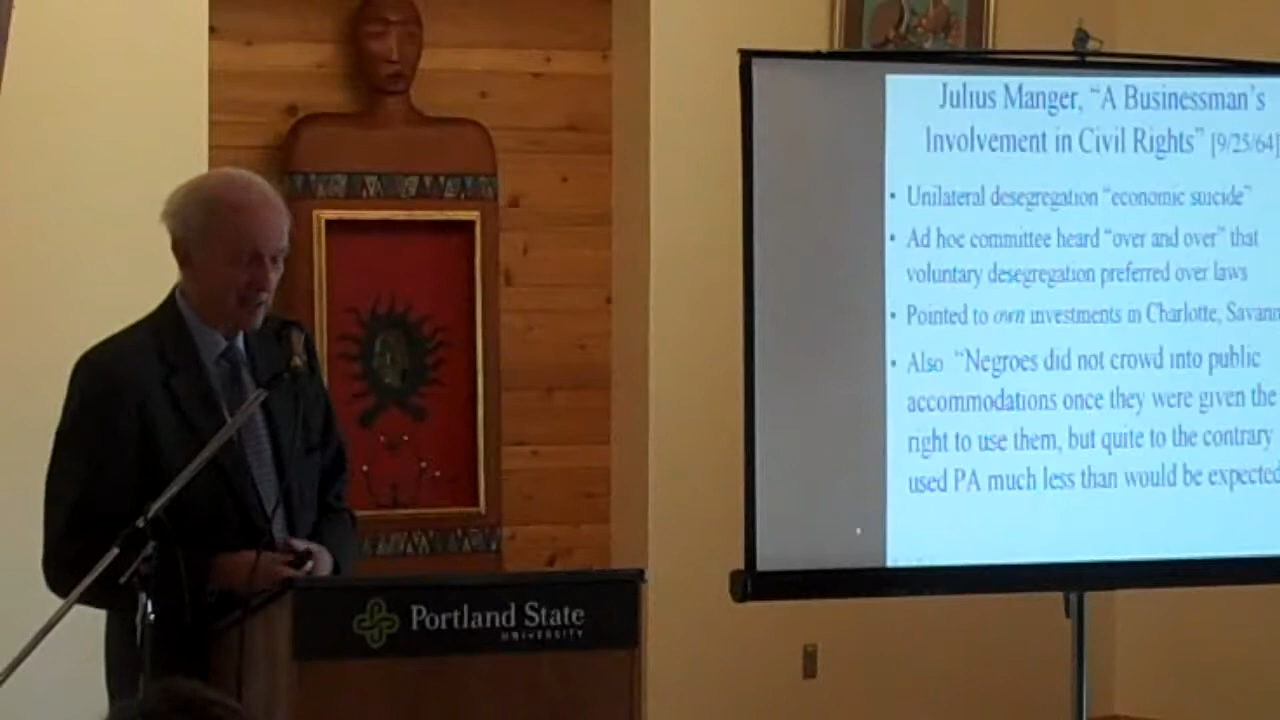 Julius Manger, “A Businessman’s
Involvement in Civil Rights” [9/25/64]
• Unilateral desegregation “economic suicide”
• Ad hoc committee heard “over and over” that
voluntary desegregation preferred over laws
• Pointed to own investments in Charlotte, Savann
• Also “Negroes did not crowd into public
accommodations once they were given the
right to use them, but quite to the contrary
used PA much less than would be expected
Portland State
UNIVERSITY